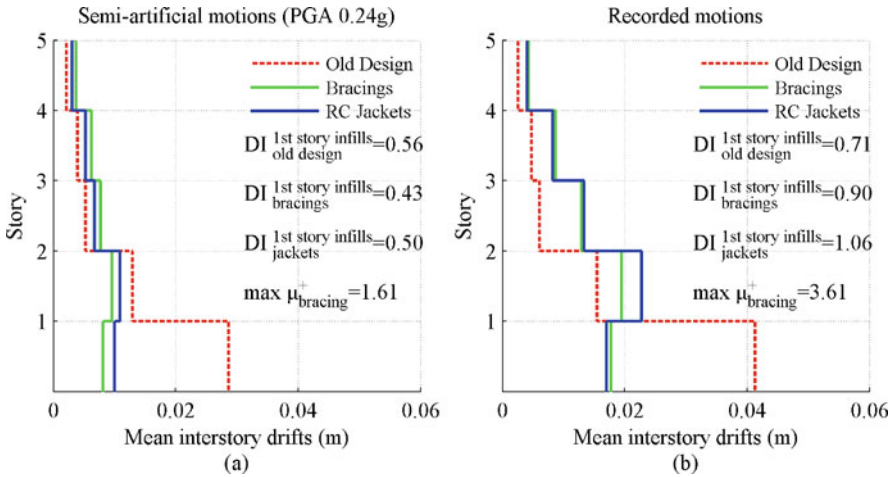 Semi-artificial motions (PGA 0.24g)
5
4
3
2
1
Story
Old Design
Bracings
RC Jackets
DI 1st story infills old design =0.56
DI 1st story infills bracings =0.43
DI 1st story infills jackets =0.50
max μ+ bracing =1.61
0 0.02 0.04 0.06
Mean interstory drifts (m)
(a)
Recorded motions
5
4
3
2
1
Story
Old Design
Bracings
RC Jackets
DI 1st story infills old design =0.71
DI 1st story infills bracings =0.90
DI 1st story infills jackets =1.06
max μ+ bracing =3.61
0 0.02 0.04 0.06
Mean interstory drifts (m)
(b)